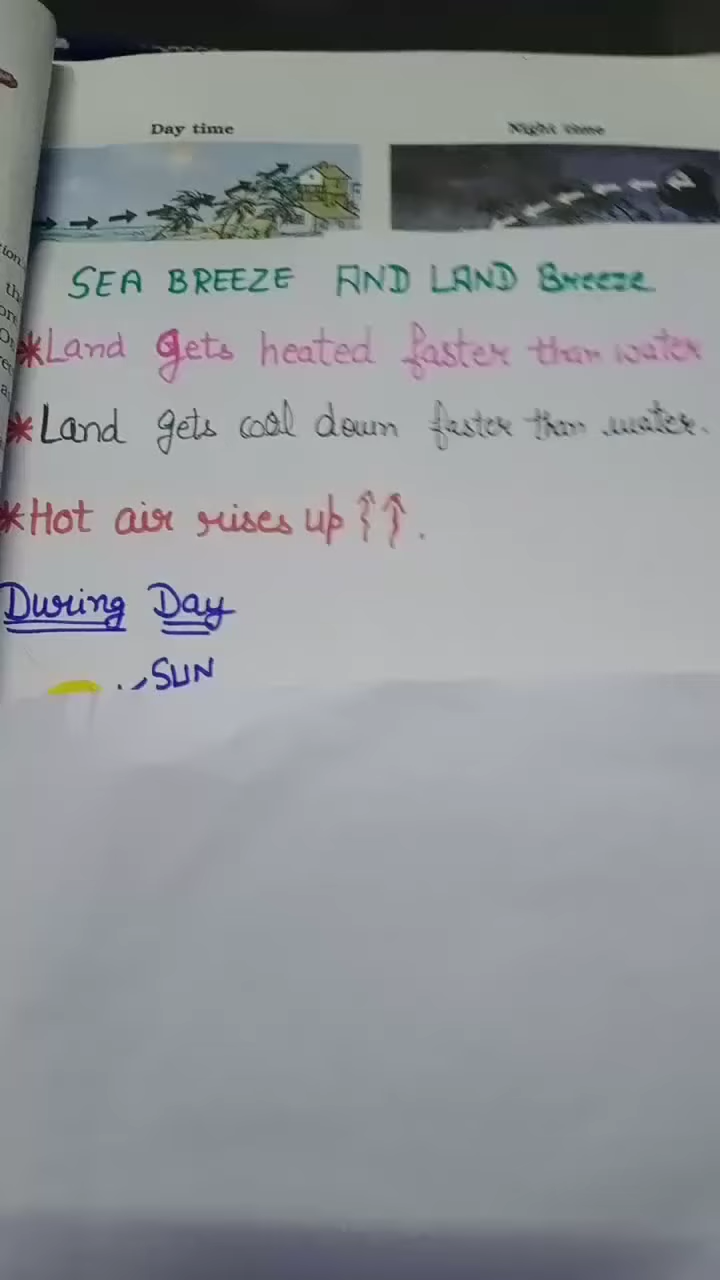 Day time
Night time
SEA BREEZE AND LAND Breeze
*Land gets heated faster than water
*Land gets cool down faster than water.
*Hot air rises up ↑↑.
During Day
SUN